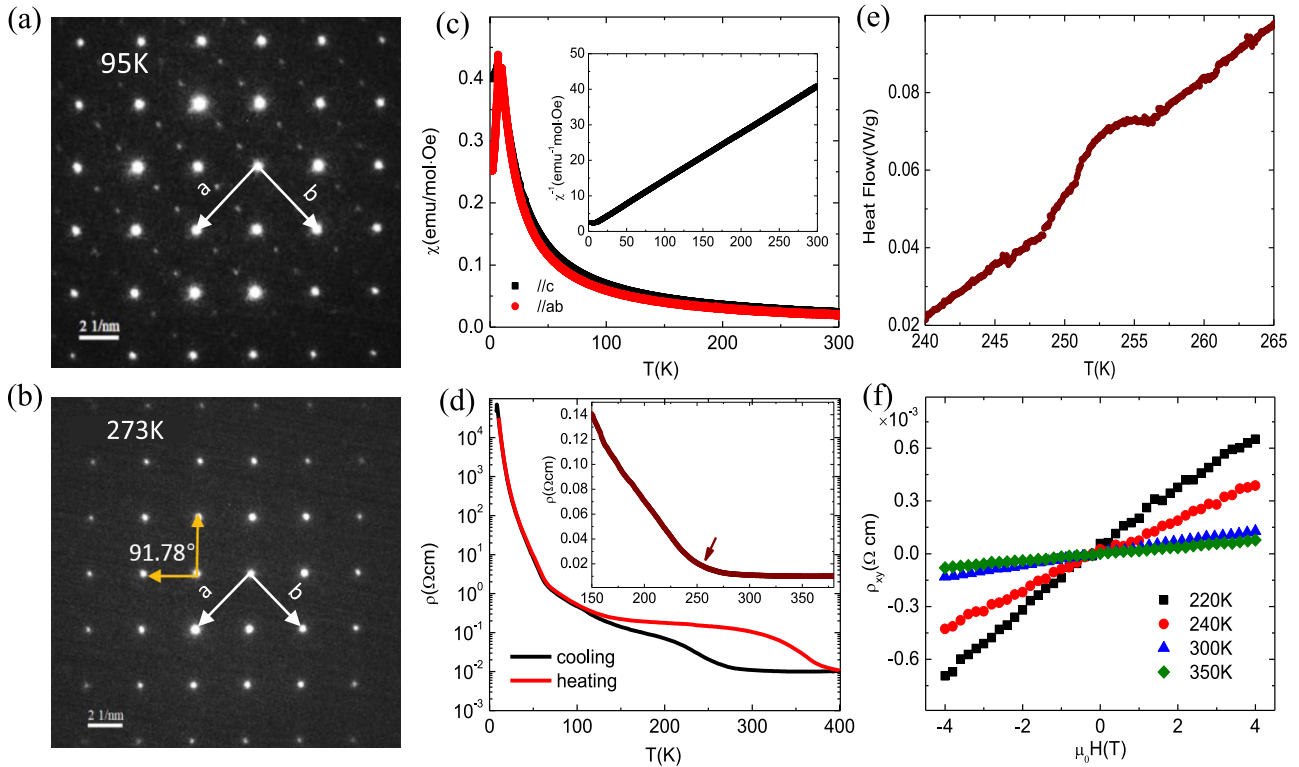 (a)
95K
a
b
2 1/nm
(b)
273K
91.78°
a
b
2 1/nm
(c)
χ(emu/mol·Oe)
0.4
0.3
0.2
0.1
0.0
0 100 200 300
T(K)
//c
//ab
χ⁻¹(emu⁻¹mol·Oe)
50
40
30
20
10
0
0 50 100 150 200 250 300
(d)
ρ(Ωcm)
10⁴
10³
10²
10¹
10⁰
10⁻¹
10⁻²
10⁻³
0 100 200 300 400
T(K)
cooling
heating
ρ(Ωcm)
0.14
0.12
0.10
0.08
0.06
0.04
0.02
0.00
150 200 250 300 350
(e)
Heat Flow(W/g)
0.08
0.06
0.04
0.02
240 245 250 255 260 265
T(K)
(f)
×10⁻³
ρxy(Ω cm)
0.6
0.3
0.0
-0.3
-0.6
-4 -2 0 2 4
μ₀H(T)
220K
240K
300K
350K